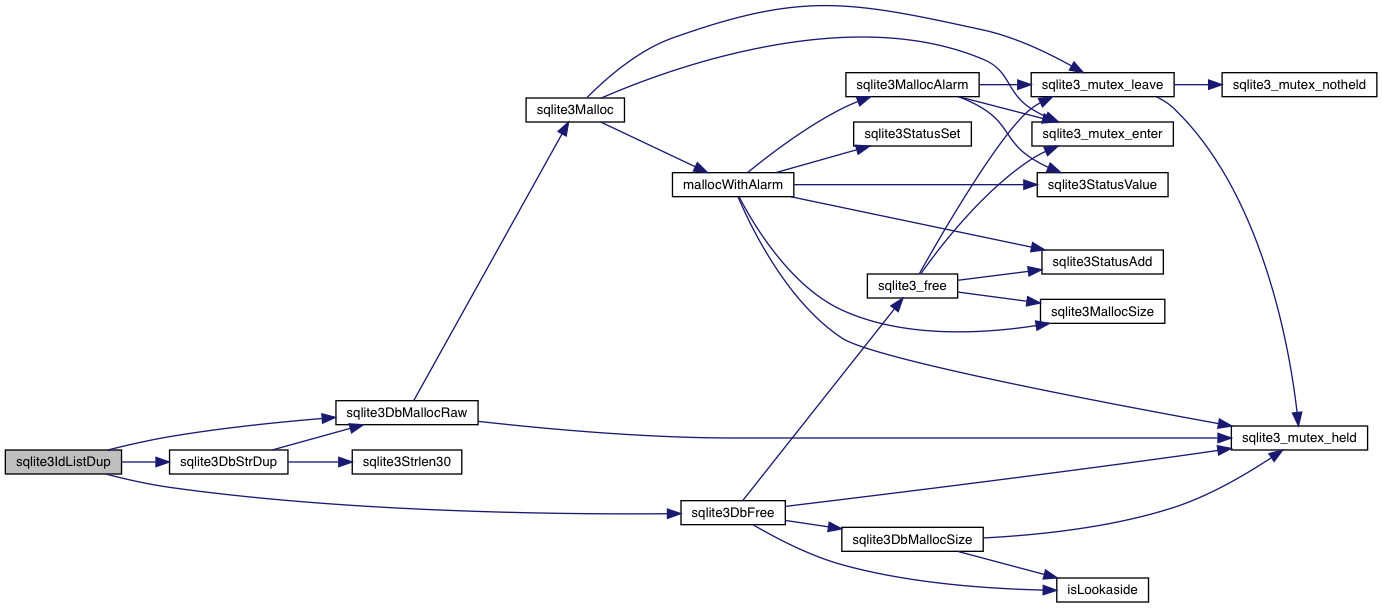 sqlite3IdListDup
sqlite3DbMallocRaw
sqlite3DbStrDup
sqlite3Strlen30
sqlite3Malloc
mallocWithAlarm
sqlite3MallocAlarm
sqlite3StatusSet
sqlite3_mutex_leave
sqlite3_mutex_notheld
sqlite3_mutex_enter
sqlite3StatusValue
sqlite3StatusAdd
sqlite3_free
sqlite3MallocSize
sqlite3_mutex_held
sqlite3DbFree
sqlite3DbMallocSize
isLookaside